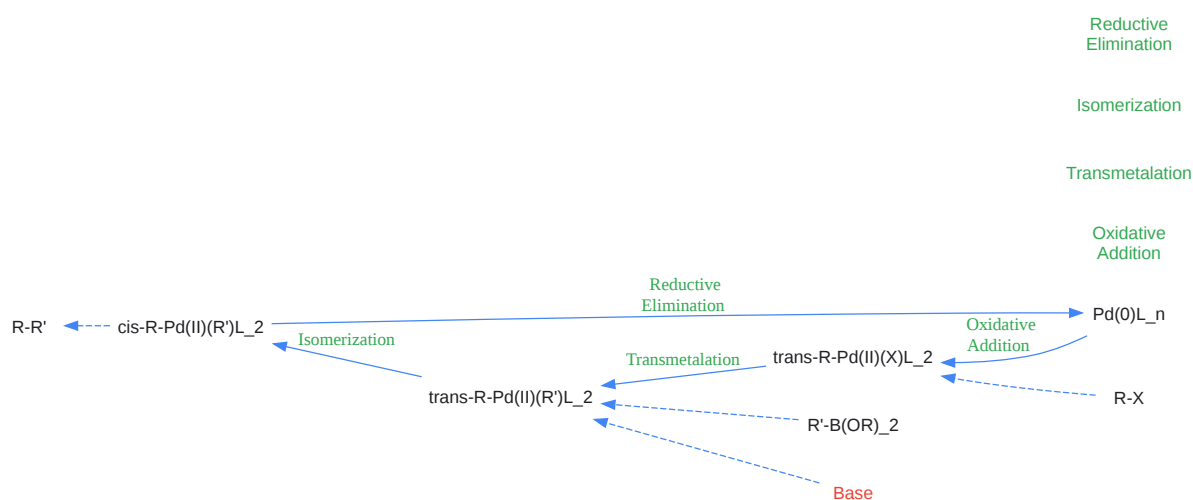 Reductive
Elimination
Isomerization
Transmetalation
Oxidative
Addition
Reductive
Elimination
R-R'
cis-R-Pd(II)(R')L_2
Pd(0)L_n
Isomerization
Oxidative
Addition
Transmetalation
trans-R-Pd(II)(X)L_2
trans-R-Pd(II)(R')L_2
R-X
R'-B(OR)_2
Base